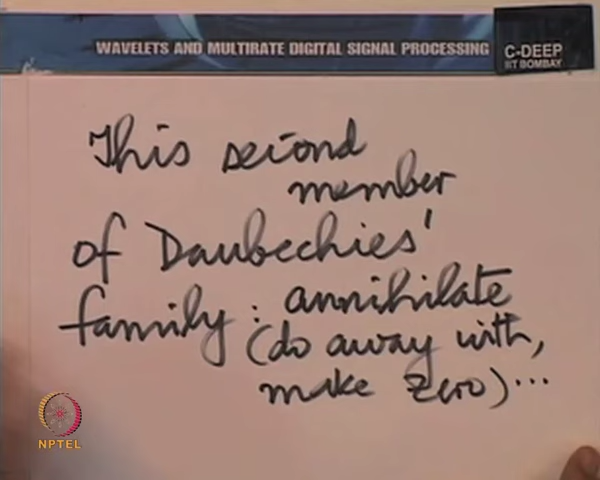 WAVELETS AND MULTIRATE DIGITAL SIGNAL PROCESSING
C-DEEP
IIT BOMBAY
This second
member
of Daubechies'
family : annihilate
(do away with,
make zero)...
NPTEL